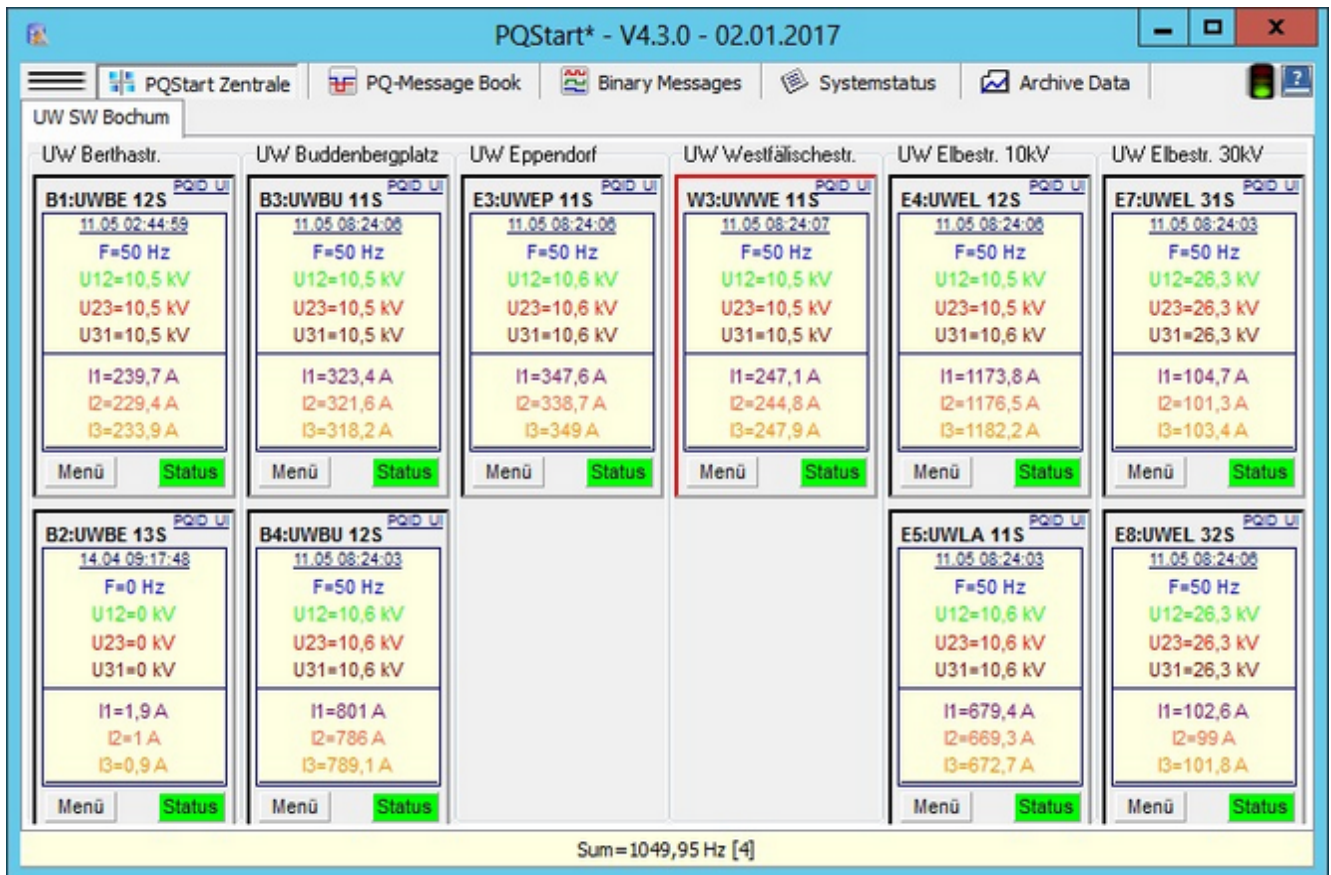 PQStart* - V4.3.0 - 02.01.2017
PQStart Zentrale PQ-Message Book Binary Messages Systemstatus Archive Data ?
UW SW Bochum
UW Berthastr. UW Buddenbergplatz UW Eppendorf UW Westfälischestr. UW Elbestr. 10kV UW Elbestr. 30kV
PQID UI PQID UI PQID UI PQID UI PQID UI PQID UI
B1:UWBE 12S B3:UWBU 11S E3:UWEP 11S W3:UWWE 11S E4:UWEL 12S E7:UWEL 31S
11.05 02:44:59 11.05 08:24:06 11.05 08:24:06 11.05 08:24:07 11.05 08:24:06 11.05 08:24:03
F=50 Hz F=50 Hz F=50 Hz F=50 Hz F=50 Hz F=50 Hz
U12=10,5 kV U12=10,5 kV U12=10,6 kV U12=10,5 kV U12=10,5 kV U12=26,3 kV
U23=10,5 kV U23=10,5 kV U23=10,6 kV U23=10,5 kV U23=10,5 kV U23=26,3 kV
U31=10,5 kV U31=10,5 kV U31=10,6 kV U31=10,5 kV U31=10,6 kV U31=26,3 kV
I1=239,7 A I1=323,4 A I1=347,6 A I1=247,1 A I1=1173,8 A I1=104,7 A
I2=229,4 A I2=321,6 A I2=338,7 A I2=244,8 A I2=1176,5 A I2=101,3 A
I3=233,9 A I3=318,2 A I3=349 A I3=247,9 A I3=1182,2 A I3=103,4 A
Menü Status Menü Status Menü Status Menü Status Menü Status Menü Status
PQID UI PQID UI PQID UI PQID UI
B2:UWBE 13S B4:UWBU 12S E5:UWLA 11S E8:UWEL 32S
14.04 09:17:48 11.05 08:24:03 11.05 08:24:03 11.05 08:24:06
F=0 Hz F=50 Hz F=50 Hz F=50 Hz
U12=0 kV U12=10,6 kV U12=10,6 kV U12=26,3 kV
U23=0 kV U23=10,6 kV U23=10,6 kV U23=26,3 kV
U31=0 kV U31=10,6 kV U31=10,6 kV U31=26,3 kV
I1=1,9 A I1=801 A I1=679,4 A I1=102,6 A
I2=1 A I2=786 A I2=669,3 A I2=99 A
I3=0,9 A I3=789,1 A I3=672,7 A I3=101,8 A
Menü Status Menü Status Menü Status Menü Status
Sum=1049,95 Hz [4]